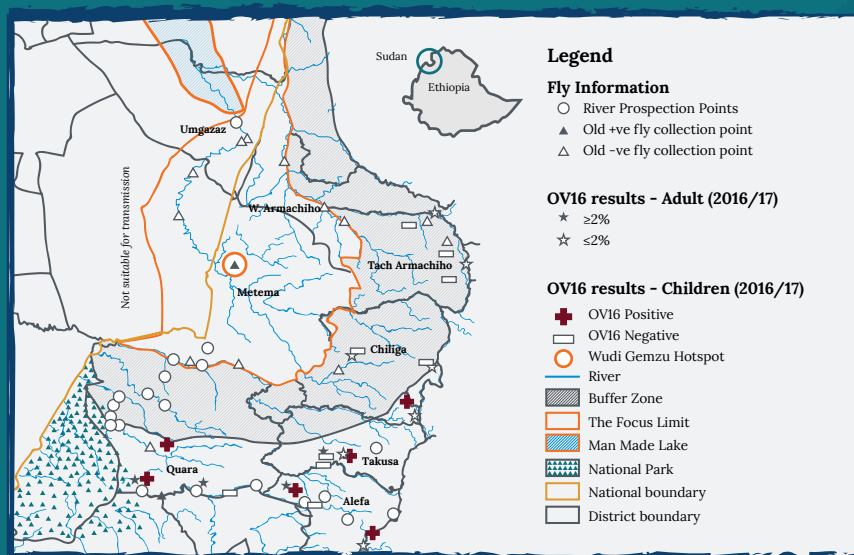 Sudan
Ethiopia
Umgazaz
Not suitable for transmission
W. Armachiho
Tach Armachiho
Metema
Chiliga
Quara
Takusa
Alefa
Legend
Fly Information
River Prospection Points
Old +ve fly collection point
Old -ve fly collection point
OV16 results - Adult (2016/17)
≥2%
≤2%
OV16 results - Children (2016/17)
OV16 Positive
OV16 Negative
Wudi Gemzu Hotspot
River
Buffer Zone
The Focus Limit
Man Made Lake
National Park
National boundary
District boundary